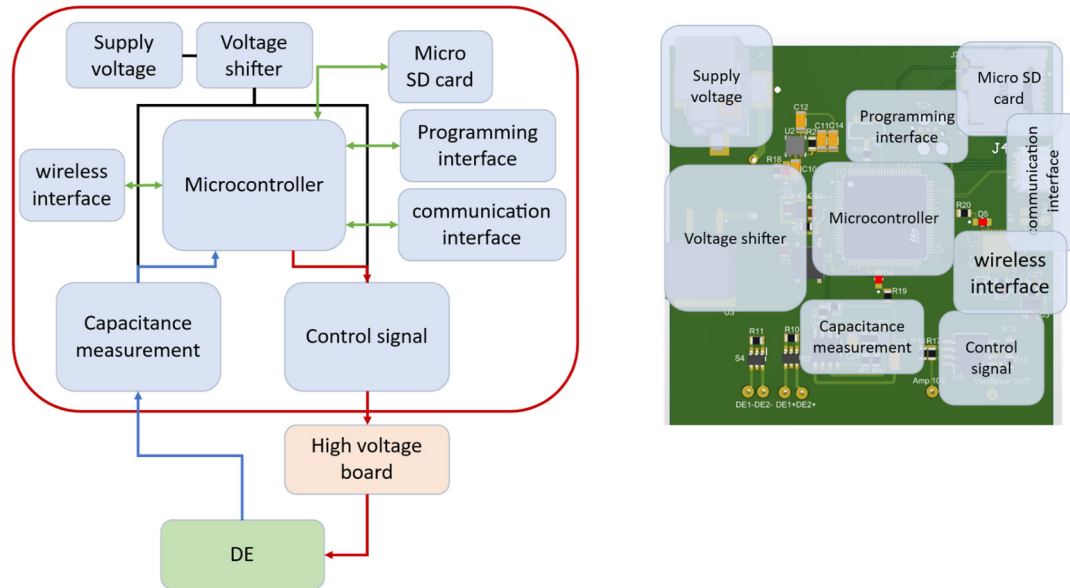 Supply
voltage
Voltage
shifter
Micro
SD card
Programming
interface
wireless
interface
Microcontroller
communication
interface
Capacitance
measurement
Control signal
High voltage
board
DE
Supply
voltage
Micro SD
card
Programming
interface
J4
communication
interface
C12
U2
R2
C11 C14
R18
IC10
Voltage shifter
Microcontroller
R20
D5
wireless
interface
R19
U3
Capacitance
measurement
R11
R10
S4
R17
R14
Control
signal
Amp 10V
DE1-DE2-
DE1+DE2+